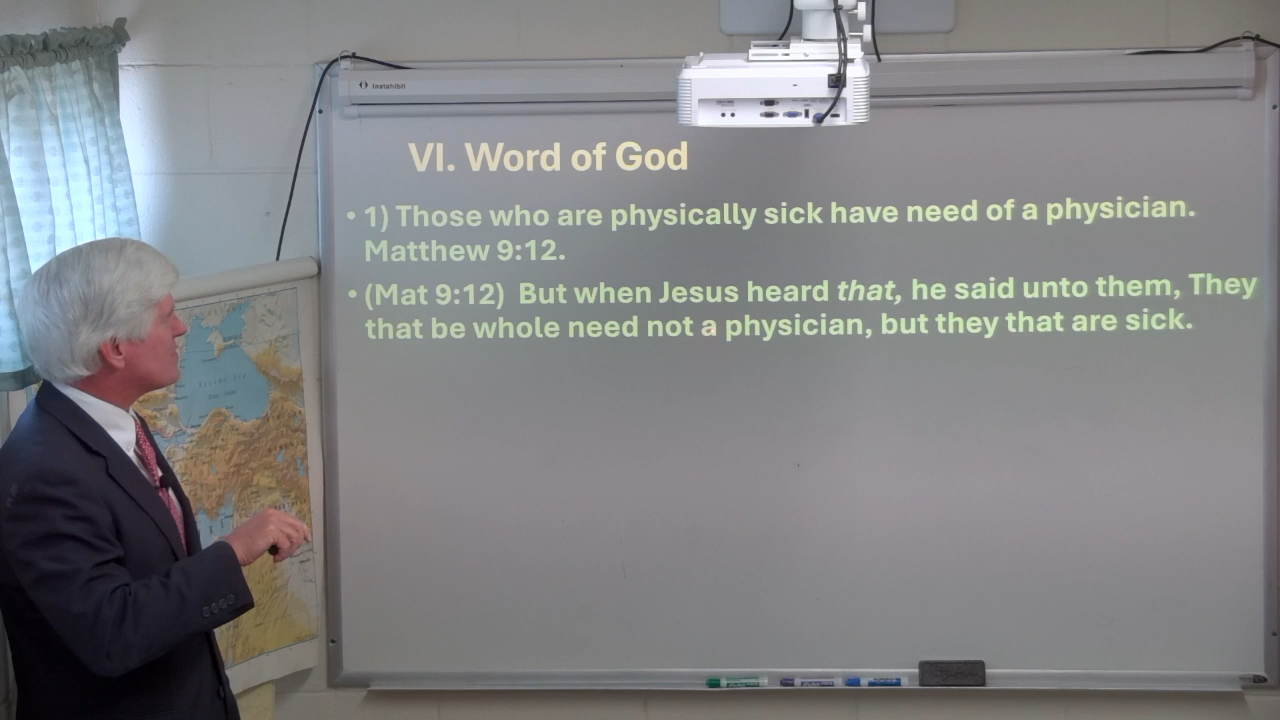 Instahibit
VI. Word of God
• 1) Those who are physically sick have need of a physician.
Matthew 9:12.
• (Mat 9:12) But when Jesus heard that, he said unto them, They
that be whole need not a physician, but they that are sick.